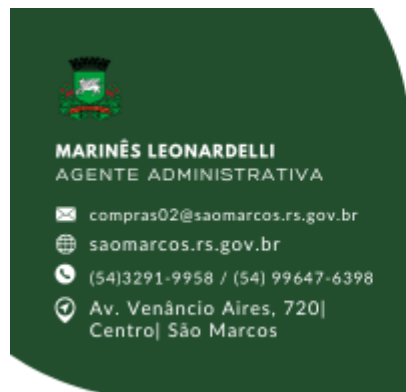 MARINÊS LEONARDELLI
AGENTE ADMINISTRATIVA
compras02@saomarcos.rs.gov.br
saomarcos.rs.gov.br
(54)3291-9958 / (54) 99647-6398
Av. Venâncio Aires, 720|
Centro| São Marcos